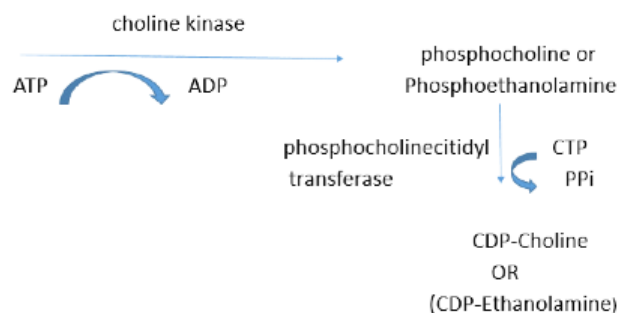 choline kinase
ATP
ADP
phosphocholine or
Phosphoethanolamine
phosphocholinecitidyl
transferase
CTP
PPi
CDP-Choline
OR
(CDP-Ethanolamine)